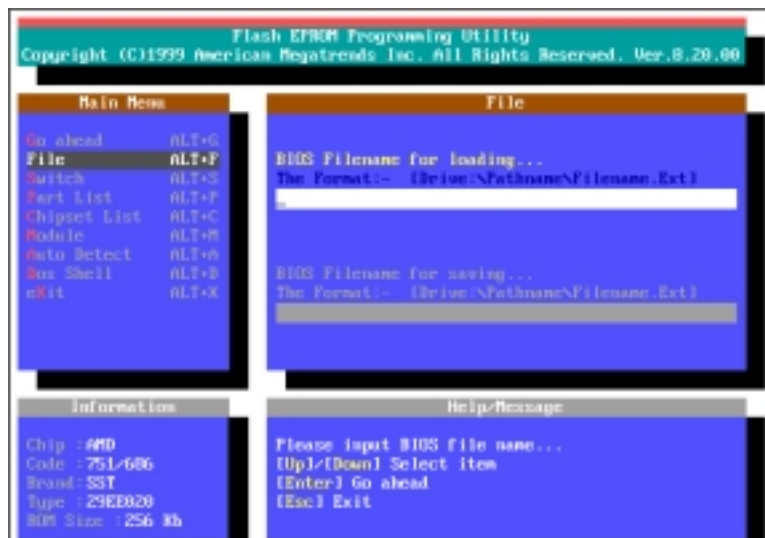 Flash EPROM Programming Utility
Copyright (C)1999 American Megatrends Inc. All Rights Reserved. Ver.8.20.00
Main Menu
Go ahead ALT+G
File ALT+F
Switch ALT+S
Part List ALT+P
Chipset List ALT+C
Module ALT+M
Auto Detect ALT+A
Dos Shell ALT+D
eXit ALT+X
File
BIOS Filename for loading...
The Format:- [Drive:\Pathname\Filename.Ext]
BIOS Filename for saving...
The Format:- [Drive:\Pathname\Filename.Ext]
Information
Chip :AMD
Code :751/686
Brand:SST
Type :29EE020
ROM Size :256 Kb
Help/Message
Please input BIOS file name...
[Up]/[Down] Select item
[Enter] Go ahead
[Esc] Exit